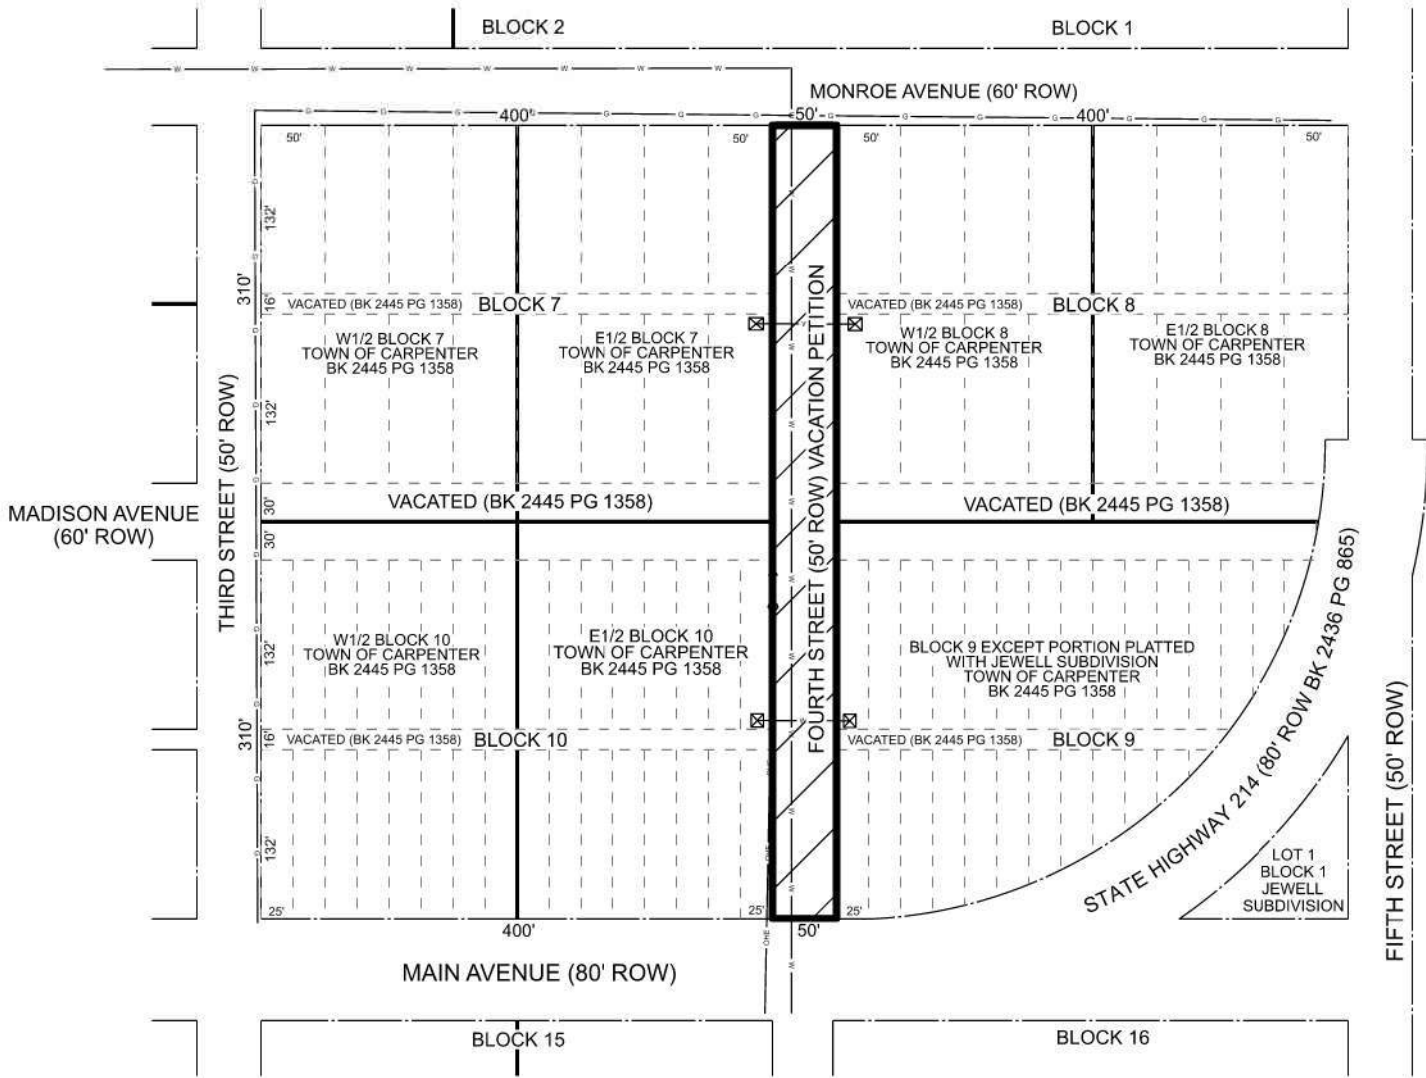 BLOCK 2
BLOCK 1
MONROE AVENUE (60' ROW)
400'
50'
400'
50'
50'
50'
50'
132'
310'
16'
VACATED (BK 2445 PG 1358)
BLOCK 7
VACATED (BK 2445 PG 1358)
BLOCK 8
W1/2 BLOCK 7
TOWN OF CARPENTER
BK 2445 PG 1358
E1/2 BLOCK 7
TOWN OF CARPENTER
BK 2445 PG 1358
W1/2 BLOCK 8
TOWN OF CARPENTER
BK 2445 PG 1358
E1/2 BLOCK 8
TOWN OF CARPENTER
BK 2445 PG 1358
132'
THIRD STREET (50' ROW)
FOURTH STREET (50' ROW) VACATION PETITION
30'
VACATED (BK 2445 PG 1358)
VACATED (BK 2445 PG 1358)
MADISON AVENUE
(60' ROW)
30'
W1/2 BLOCK 10
TOWN OF CARPENTER
BK 2445 PG 1358
E1/2 BLOCK 10
TOWN OF CARPENTER
BK 2445 PG 1358
BLOCK 9 EXCEPT PORTION PLATTED
WITH JEWELL SUBDIVISION
TOWN OF CARPENTER
BK 2445 PG 1358
132'
310'
16'
VACATED (BK 2445 PG 1358)
BLOCK 10
VACATED (BK 2445 PG 1358)
BLOCK 9
STATE HIGHWAY 214 (80' ROW BK 2436 PG 865)
FIFTH STREET (50' ROW)
132'
LOT 1
BLOCK 1
JEWELL
SUBDIVISION
25'
25'
25'
400'
50'
OHE
MAIN AVENUE (80' ROW)
BLOCK 15
BLOCK 16